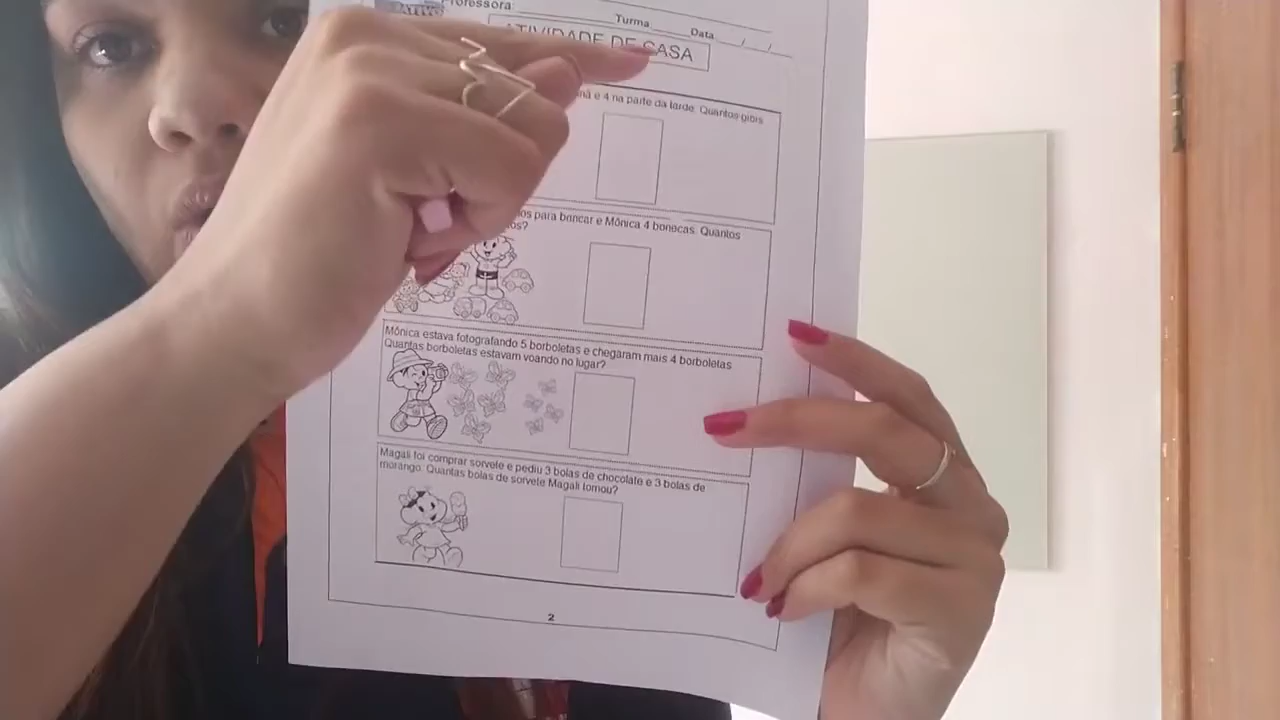 Professora:
Turma Data / /
ATIVIDADE DE CASA
e 4 na parte da tarde. Quantos gibis
para brincar e Mônica 4 bonecas. Quantos
Mônica estava fotografando 5 borboletas e chegaram mais 4 borboletas
Quantas borboletas estavam voando no lugar?
Magali foi comprar sorvete e pediu 3 bolas de chocolate e 3 bolas de
morango. Quantas bolas de sorvete Magali tomou?
2